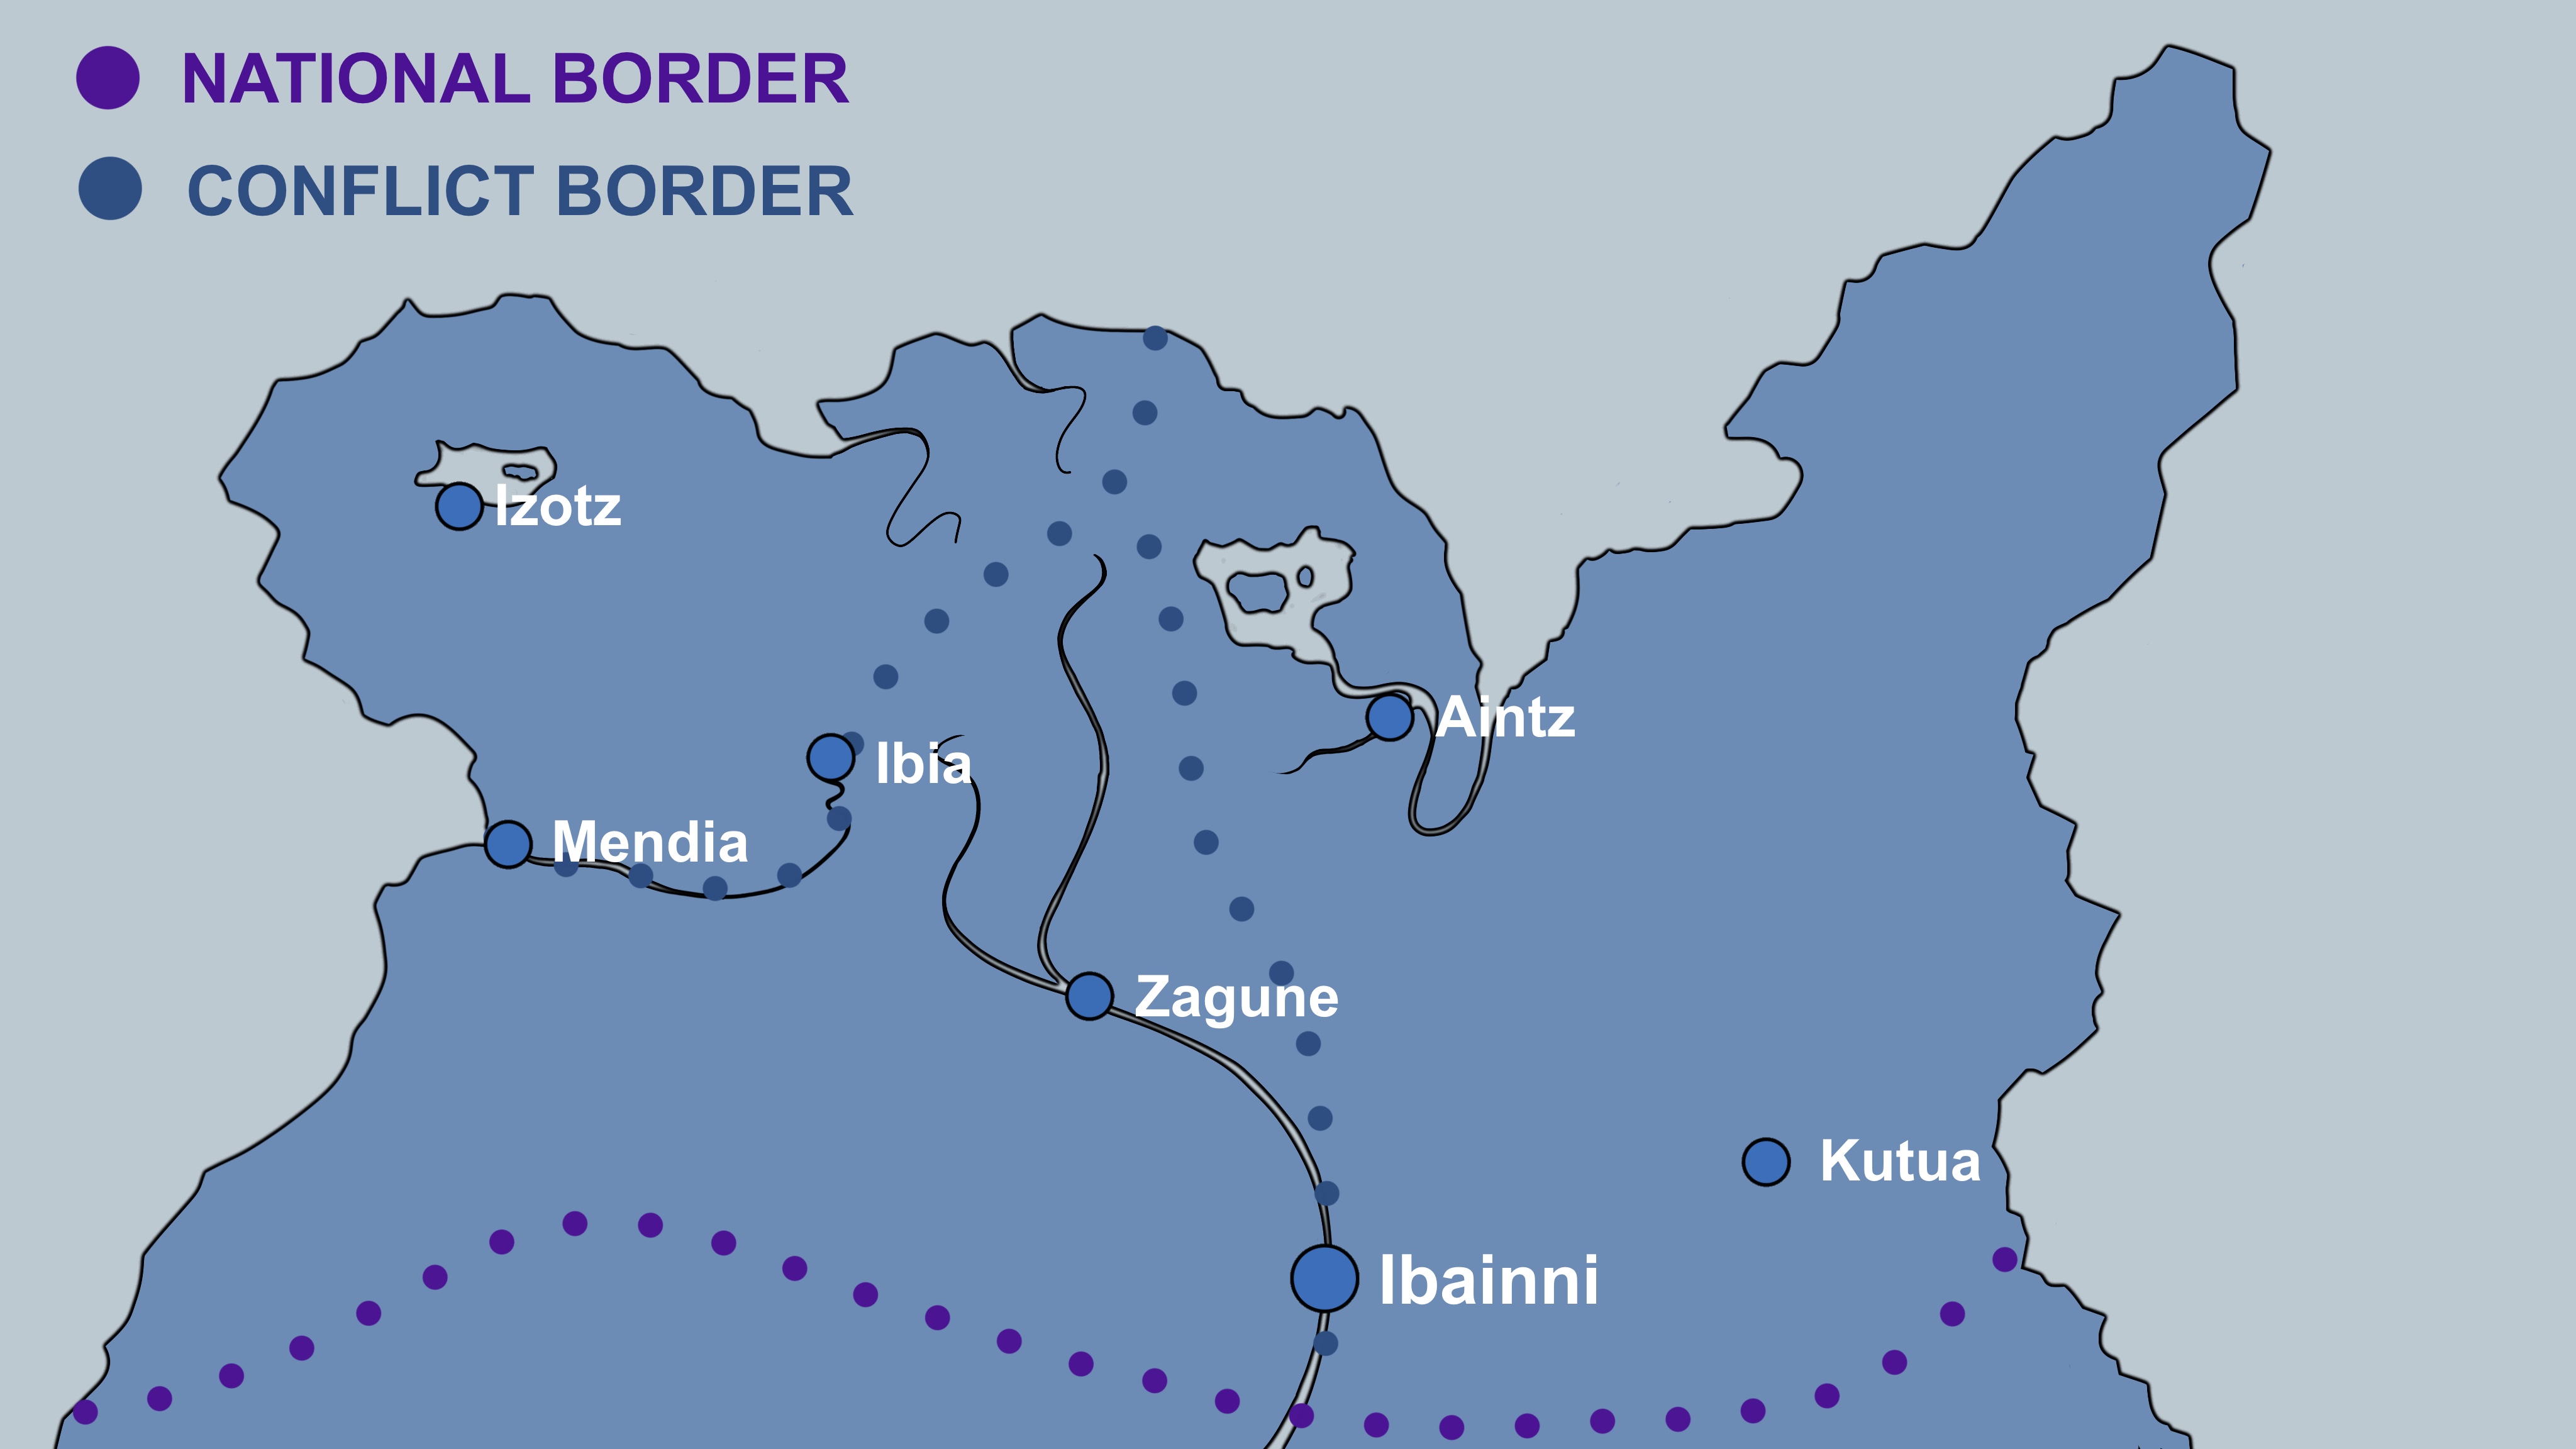 NATIONAL BORDER
CONFLICT BORDER
Izotz
Aintz
Ibia
Mendia
Zagune
Kutua
Ibainni